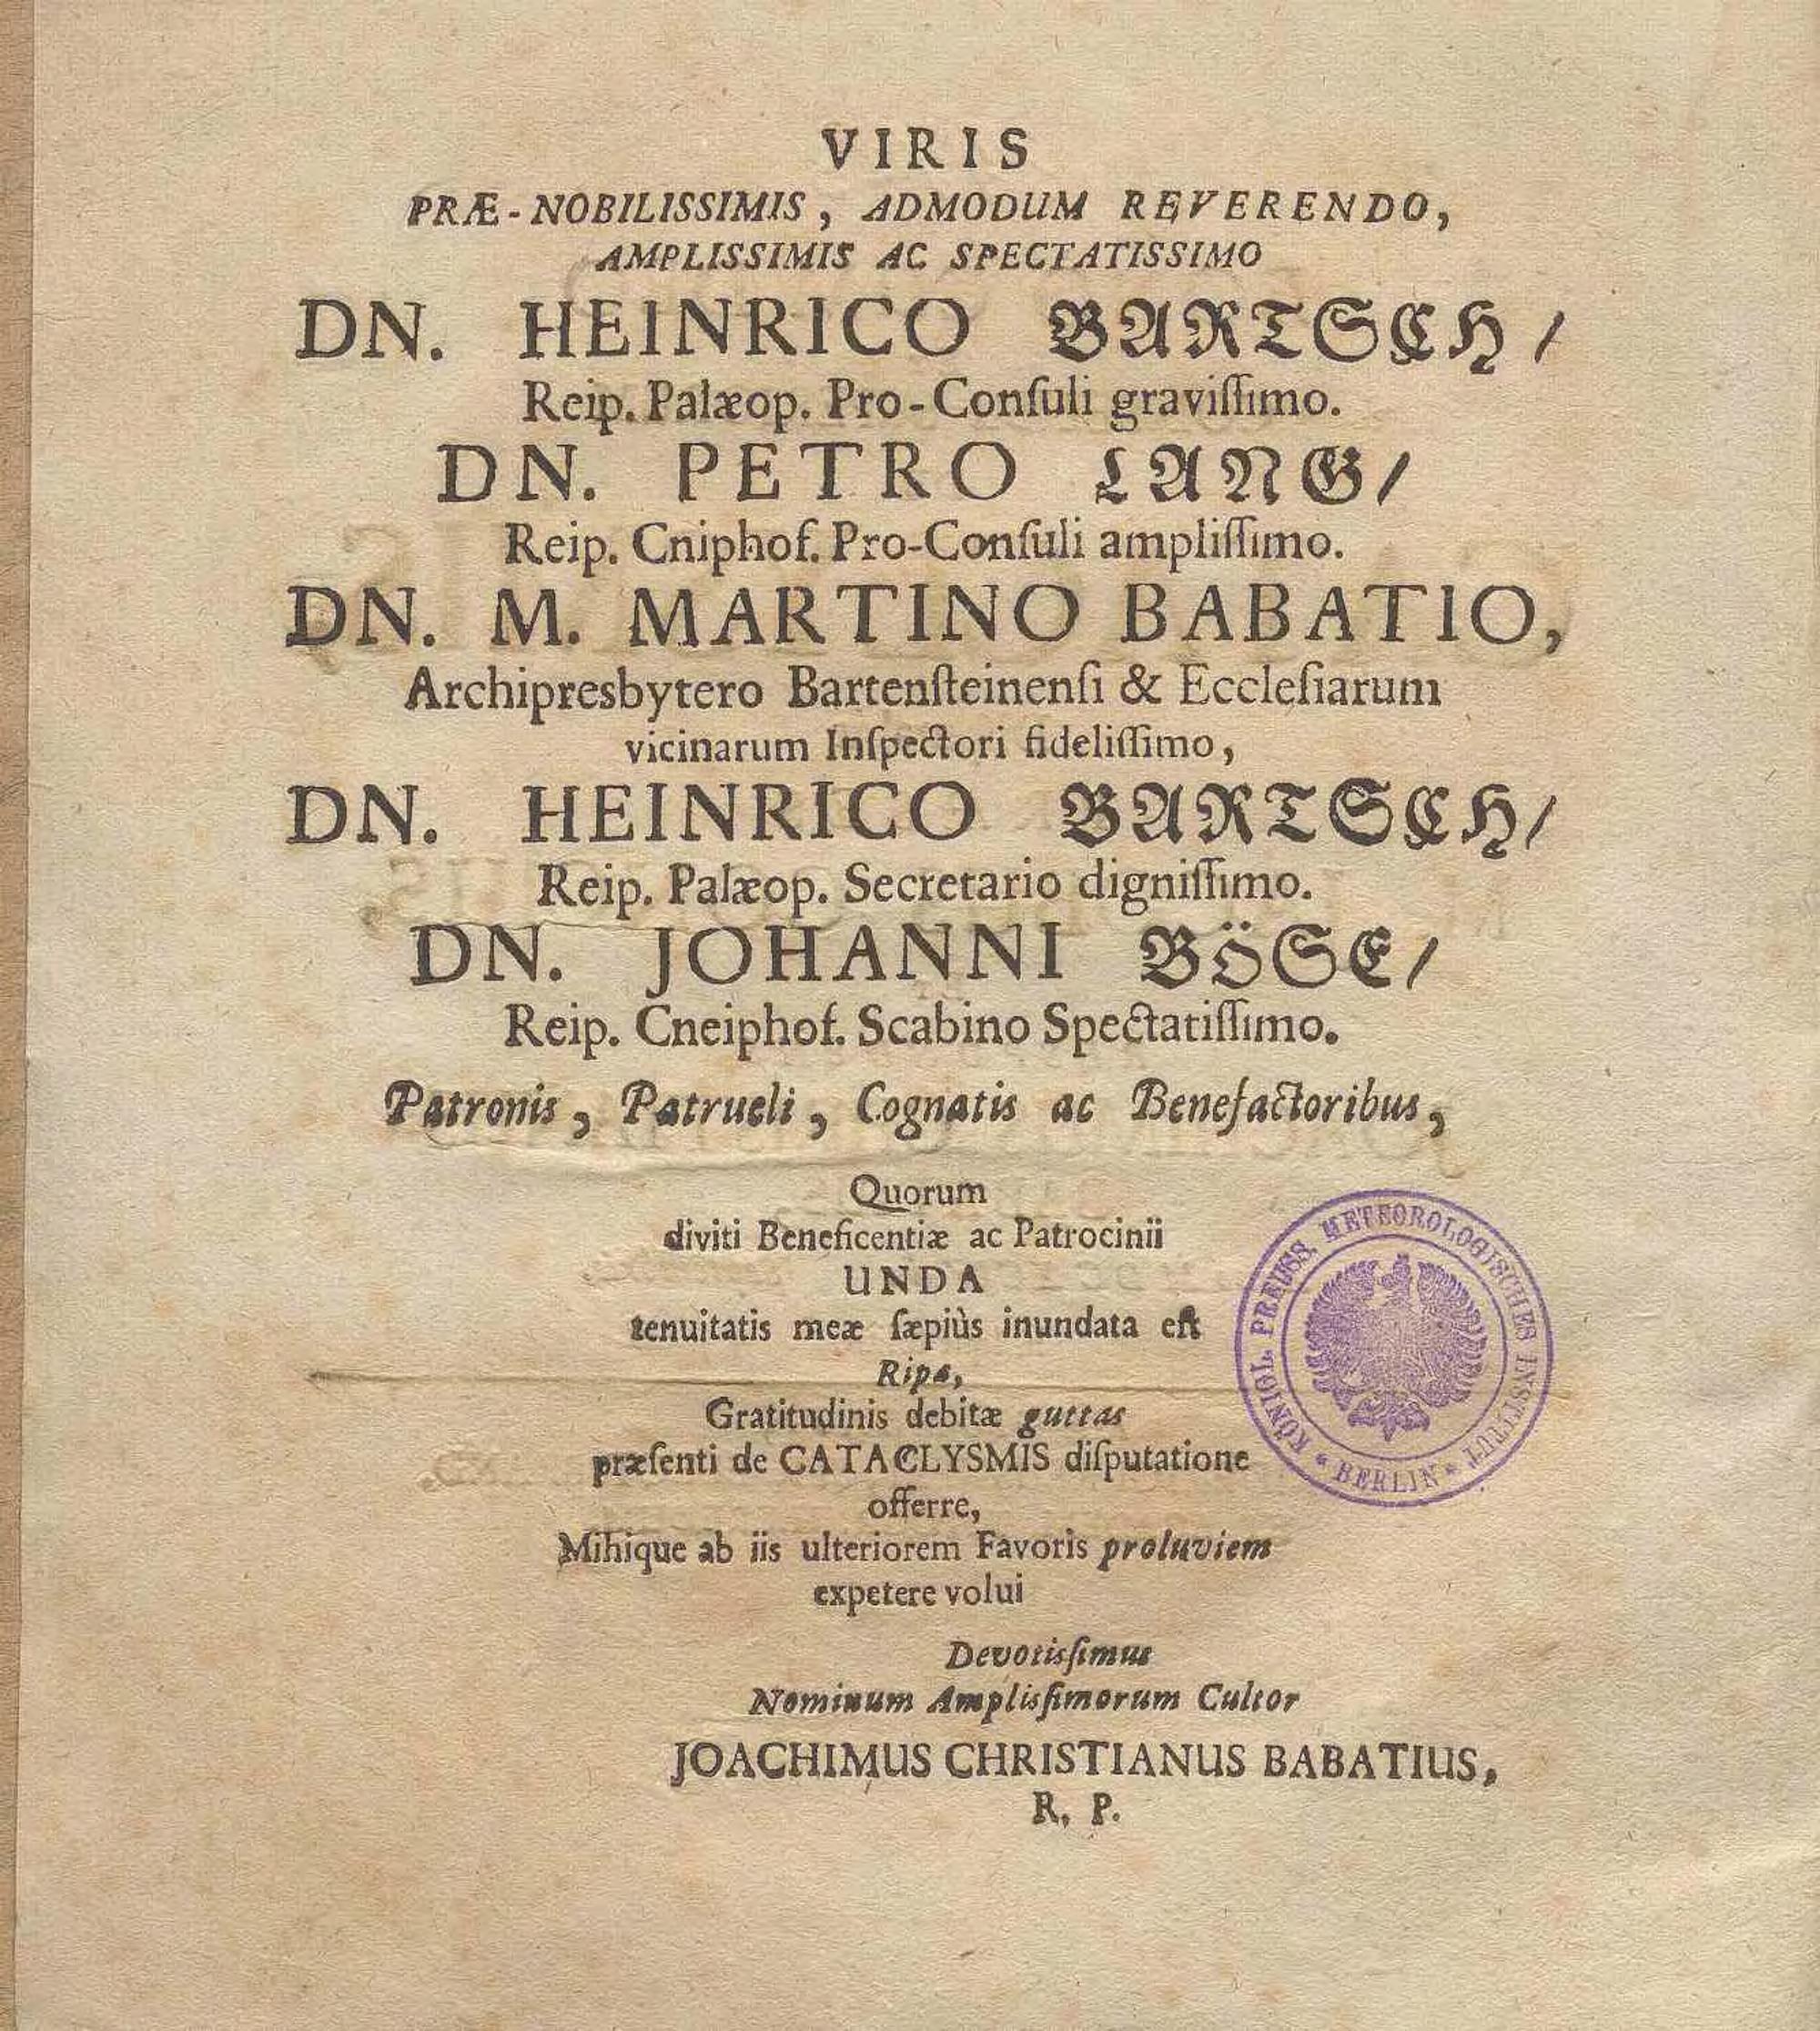 VIRIS
PRÆ-NOBILISSIMIS, ADMODUM REVERENDO,
AMPLISSIMIS AC SPECTATISSIMO
DN. HEINRICO BARTSCH/
Reip. Palæop. Pro-Conſuli graviſſimo.
DN. PETRO LANG/
Reip. Cniphof. Pro-Conſuli ampliſſimo.
DN. M. MARTINO BABATIO,
Archipresbytero Bartenſteinenſi & Eccleſiarum
vicinarum Inſpectori fideliſſimo,
DN. HEINRICO BARTSCH/
Reip. Palæop. Secretario digniſſimo.
DN. JOHANNI BÖSE/
Reip. Cneiphof. Scabino Spectatiſſimo.
Patronis, Patrueli, Cognatis ac Benefactoribus,
Quorum
diviti Beneficentiæ ac Patrocinii
UNDA
tenuitatis meæ ſæpiùs inundata eſt
Ripa,
Gratitudinis debitæ guttas
præſenti de CATACLYSMIS diſputatione
offerre,
Mihique ab iis ulteriorem Favoris proluviem
expetere volui
Devotisſimus
Nominum Amplisſimorum Cultor
JOACHIMUS CHRISTIANUS BABATIUS,
R. P.
KÖNIGL. PREUSS. METEOROLOGISCHES INSTITUT
* BERLIN *